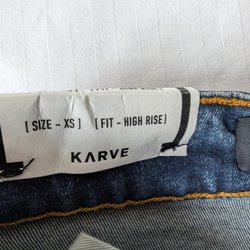 [ SIZE - XS ] [ FIT - HIGH RISE ]
KARVE